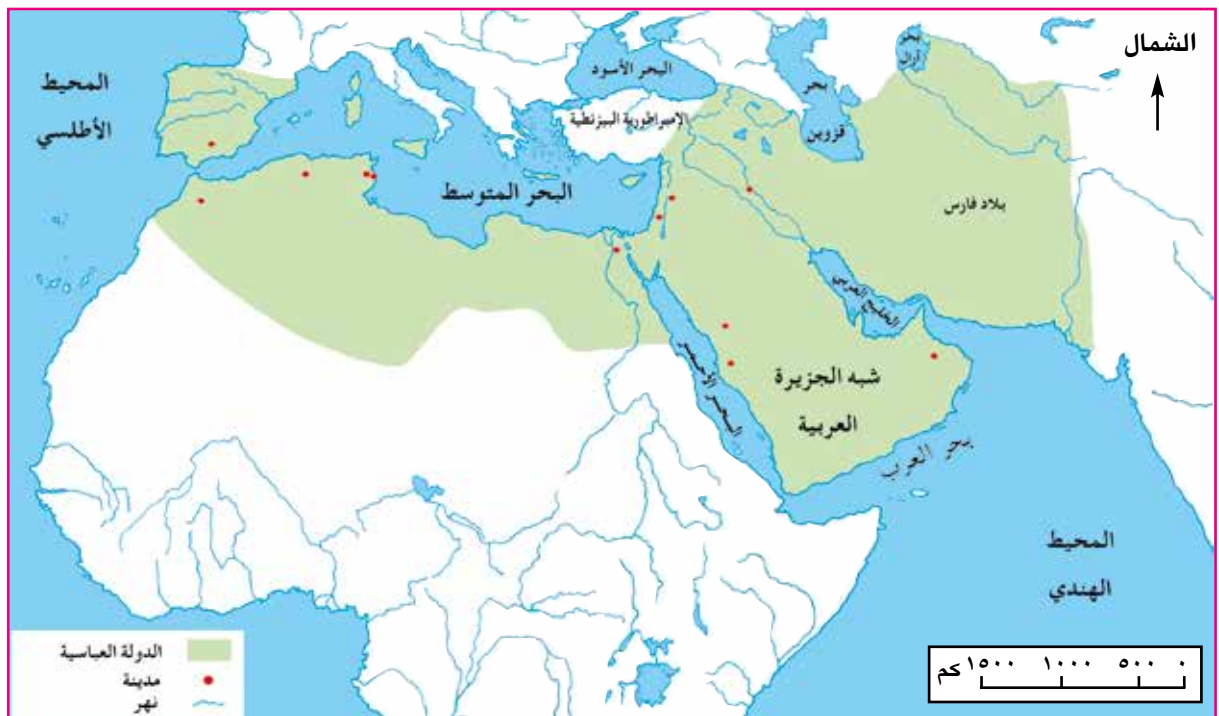 الشمال
بحر
آرال
البحر الأسود
بحر
قزوين
المحيط
الأطلسي
الإمبراطورية البيزنطية
البحر المتوسط
بلاد فارس
الخليج العربي
البحر الأحمر
شبه الجزيرة
العربية
بحر العرب
المحيط
الهندي
الدولة العباسية
مدينة
نهر
٠ ٥٠٠ ١٠٠٠ ١٥٠٠ كم